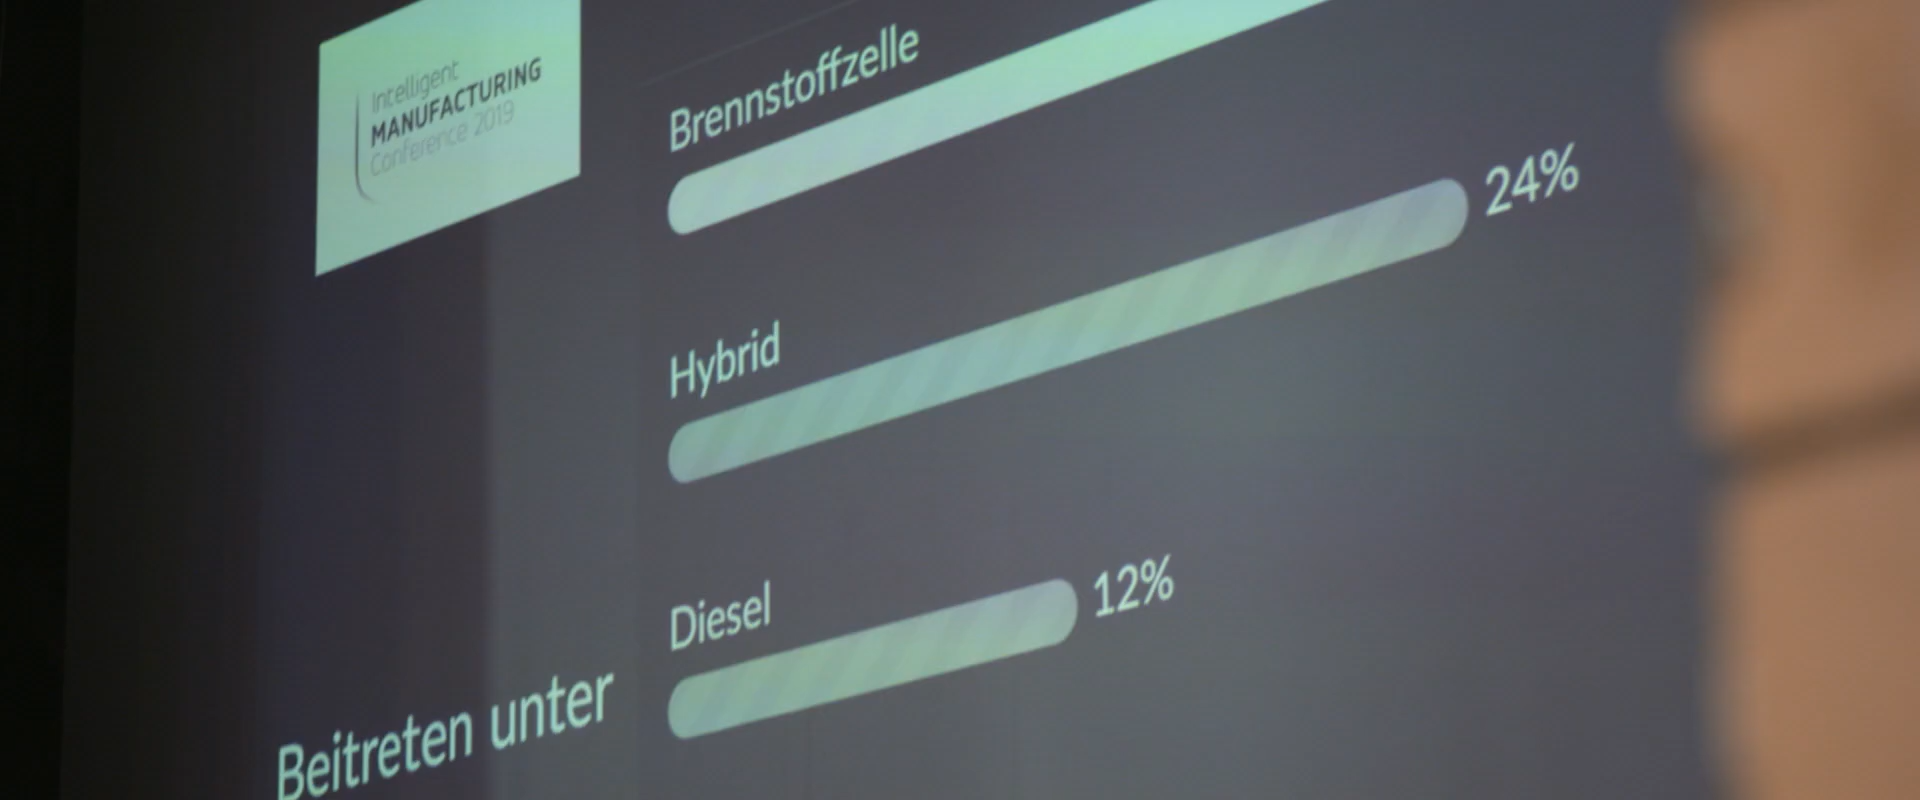 Intelligent
MANUFACTURING
Conference 2019
Brennstoffzelle
Hybrid
24%
Diesel
12%
Beitreten unter